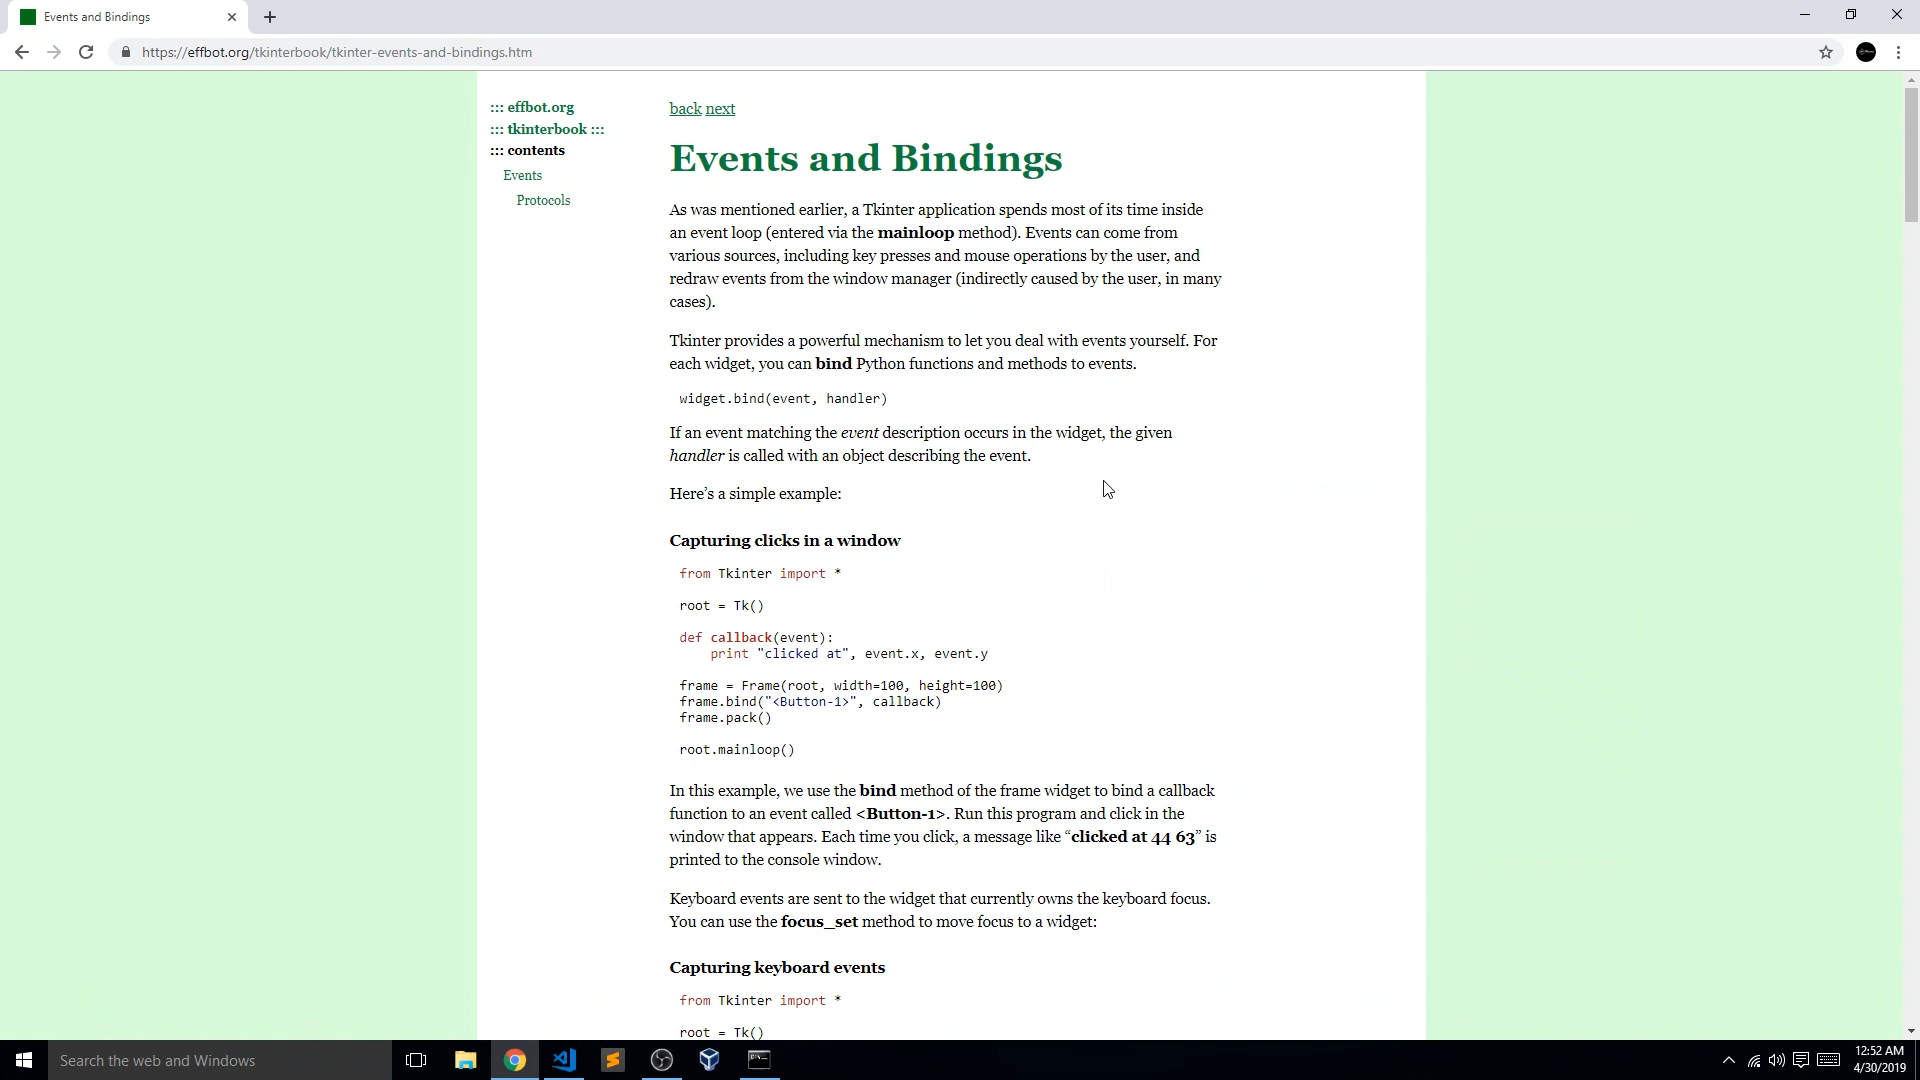 Events and Bindings
https://effbot.org/tkinterbook/tkinter-events-and-bindings.htm
::: effbot.org
::: tkinterbook :::
::: contents
Events
Protocols
back next
Events and Bindings
As was mentioned earlier, a Tkinter application spends most of its time inside
an event loop (entered via the mainloop method). Events can come from
various sources, including key presses and mouse operations by the user, and
redraw events from the window manager (indirectly caused by the user, in many
cases).
Tkinter provides a powerful mechanism to let you deal with events yourself. For
each widget, you can bind Python functions and methods to events.
widget.bind(event, handler)
If an event matching the event description occurs in the widget, the given
handler is called with an object describing the event.
Here’s a simple example:
Capturing clicks in a window
from Tkinter import *
root = Tk()
def callback(event):
    print "clicked at", event.x, event.y
frame = Frame(root, width=100, height=100)
frame.bind("<Button-1>", callback)
frame.pack()
root.mainloop()
In this example, we use the bind method of the frame widget to bind a callback
function to an event called <Button-1>. Run this program and click in the
window that appears. Each time you click, a message like “clicked at 44 63” is
printed to the console window.
Keyboard events are sent to the widget that currently owns the keyboard focus.
You can use the focus_set method to move focus to a widget:
Capturing keyboard events
from Tkinter import *
root = Tk()
Search the web and Windows
12:52 AM
4/30/2019